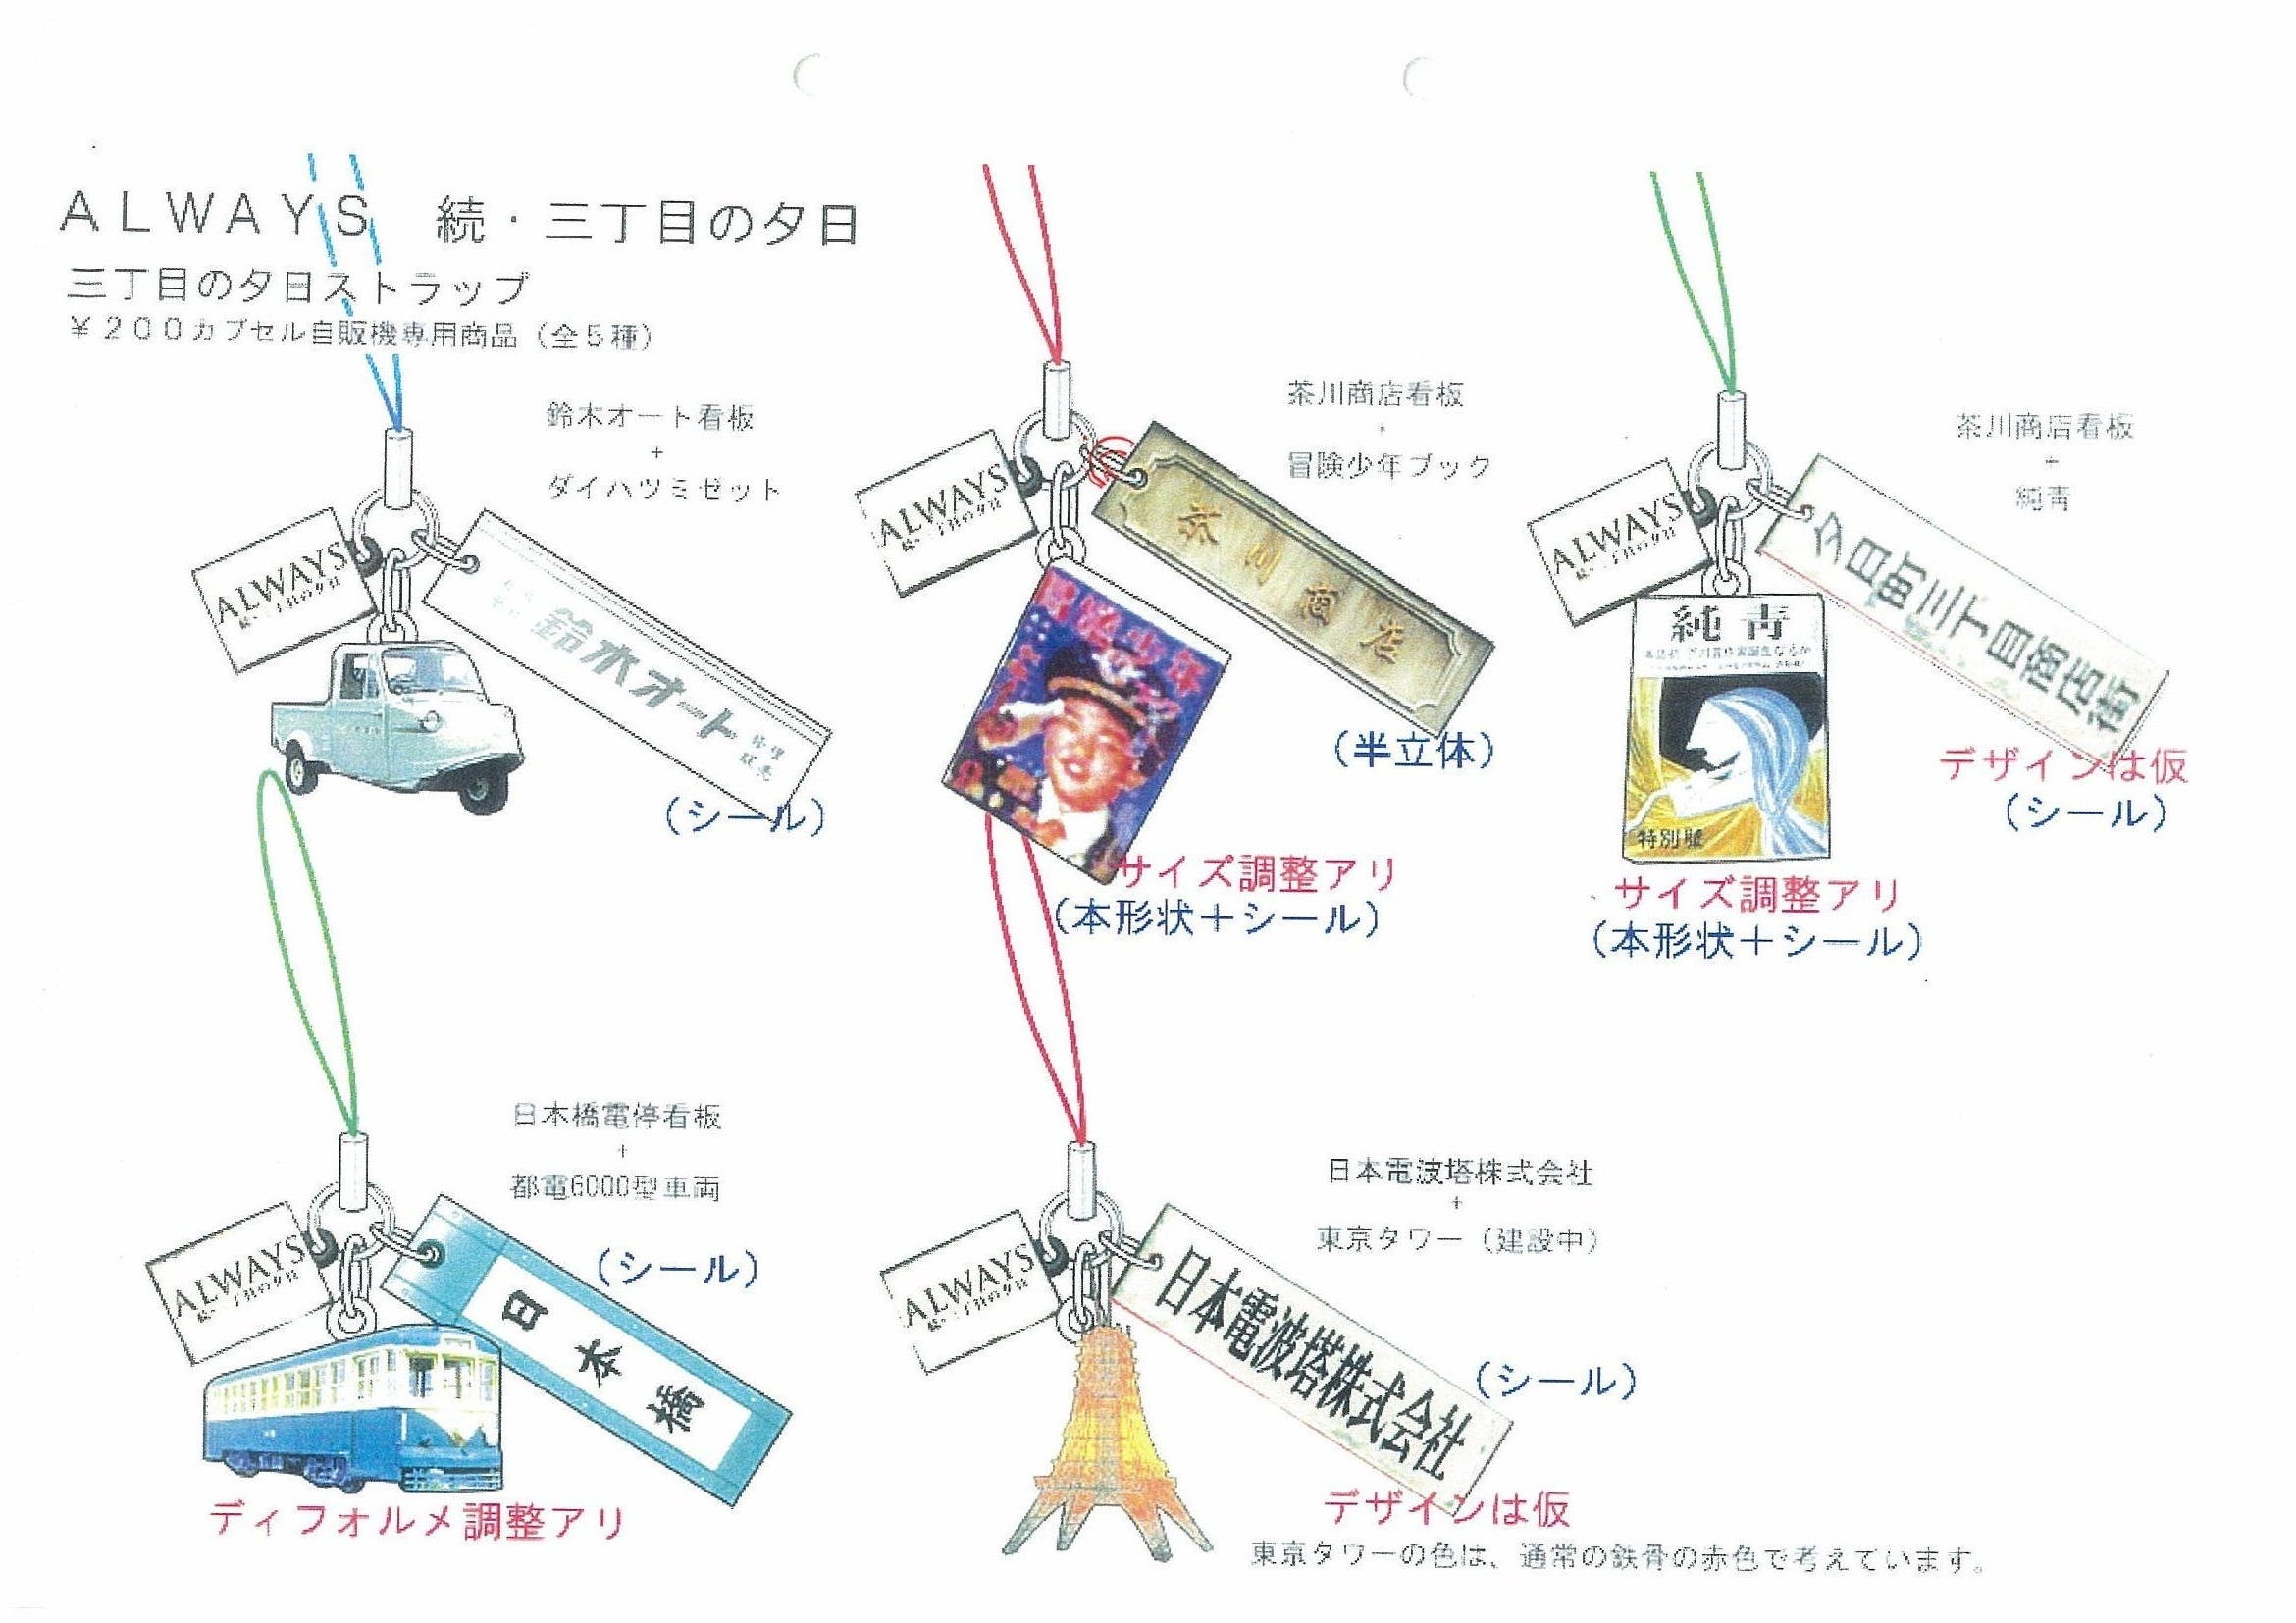 ALWAYS 続・三丁目の夕日
三丁目の夕日ストラップ
¥200カプセル自販機専用商品（全5種）
鈴木オート看板
+
ダイハツミゼット
ALWAYS
鈴木オート
修理
販売
（シール）
茶川商店看板
+
冒険少年ブック
ALWAYS
茶川商店
（半立体）
冒険少年
サイズ調整アリ
（本形状＋シール）
茶川商店看板
+
純青
ALWAYS
夕日町三丁目商店街
デザインは仮
（シール）
純青
特別號
サイズ調整アリ
（本形状＋シール）
日本橋電停看板
+
都電6000型車両
ALWAYS
（シール）
日本橋
ディフォルメ調整アリ
日本電波塔株式会社
+
東京タワー（建設中）
ALWAYS
日本電波塔株式会社
（シール）
デザインは仮
東京タワーの色は、通常の鉄骨の赤色で考えています。